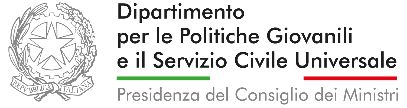 Dipartimento
per le Politiche Giovanili
e il Servizio Civile Universale
Presidenza del Consiglio dei Ministri